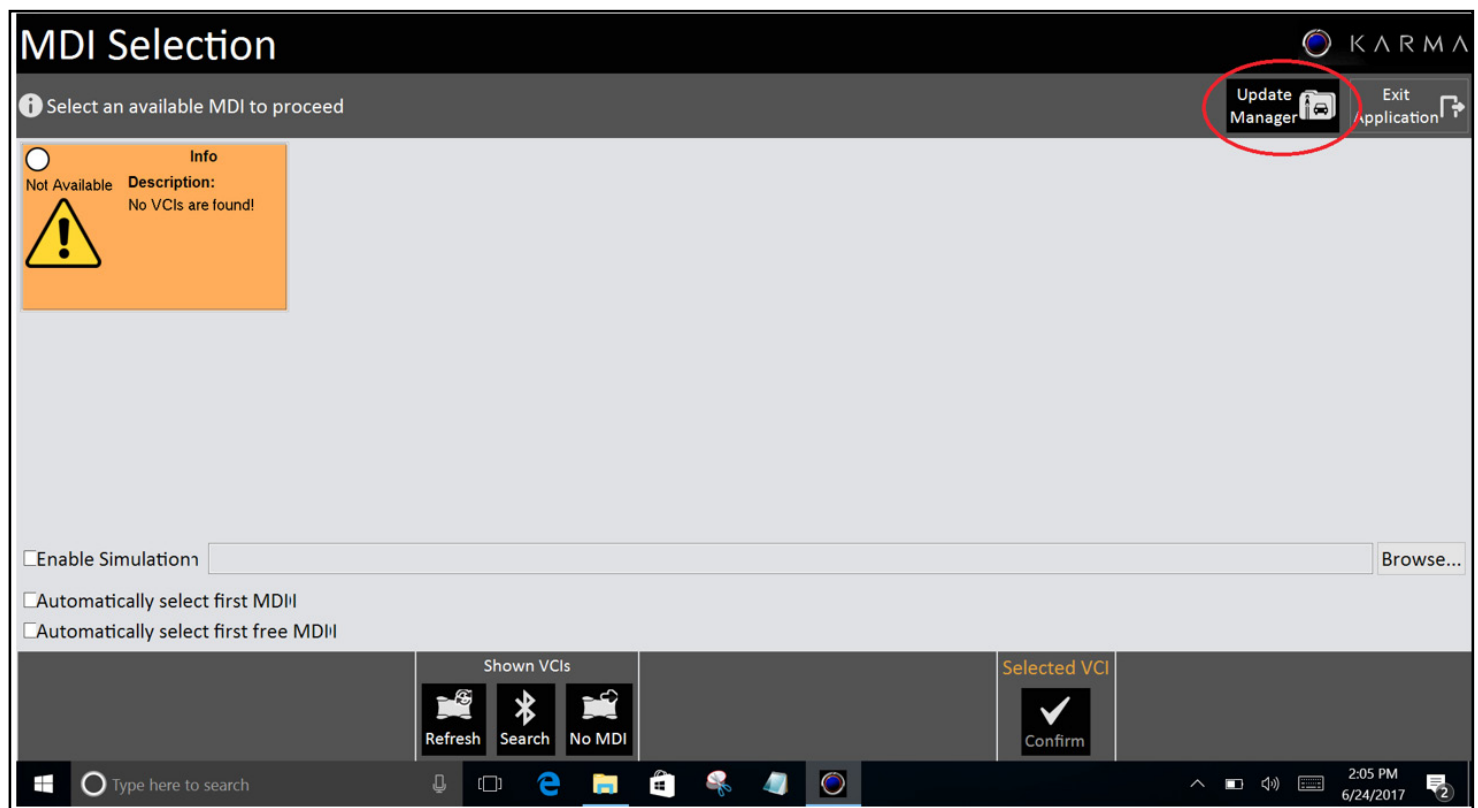 MDI Selection
KARMA
Select an available MDI to proceed
Update
Manager
Exit
Application
Info
Not Available
Description:
No VCIs are found!
Enable Simulation
Browse...
Automatically select first MDI
Automatically select first free MDI
Shown VCIs
Selected VCI
Refresh
Search
No MDI
Confirm
Type here to search
2:05 PM
6/24/2017
2